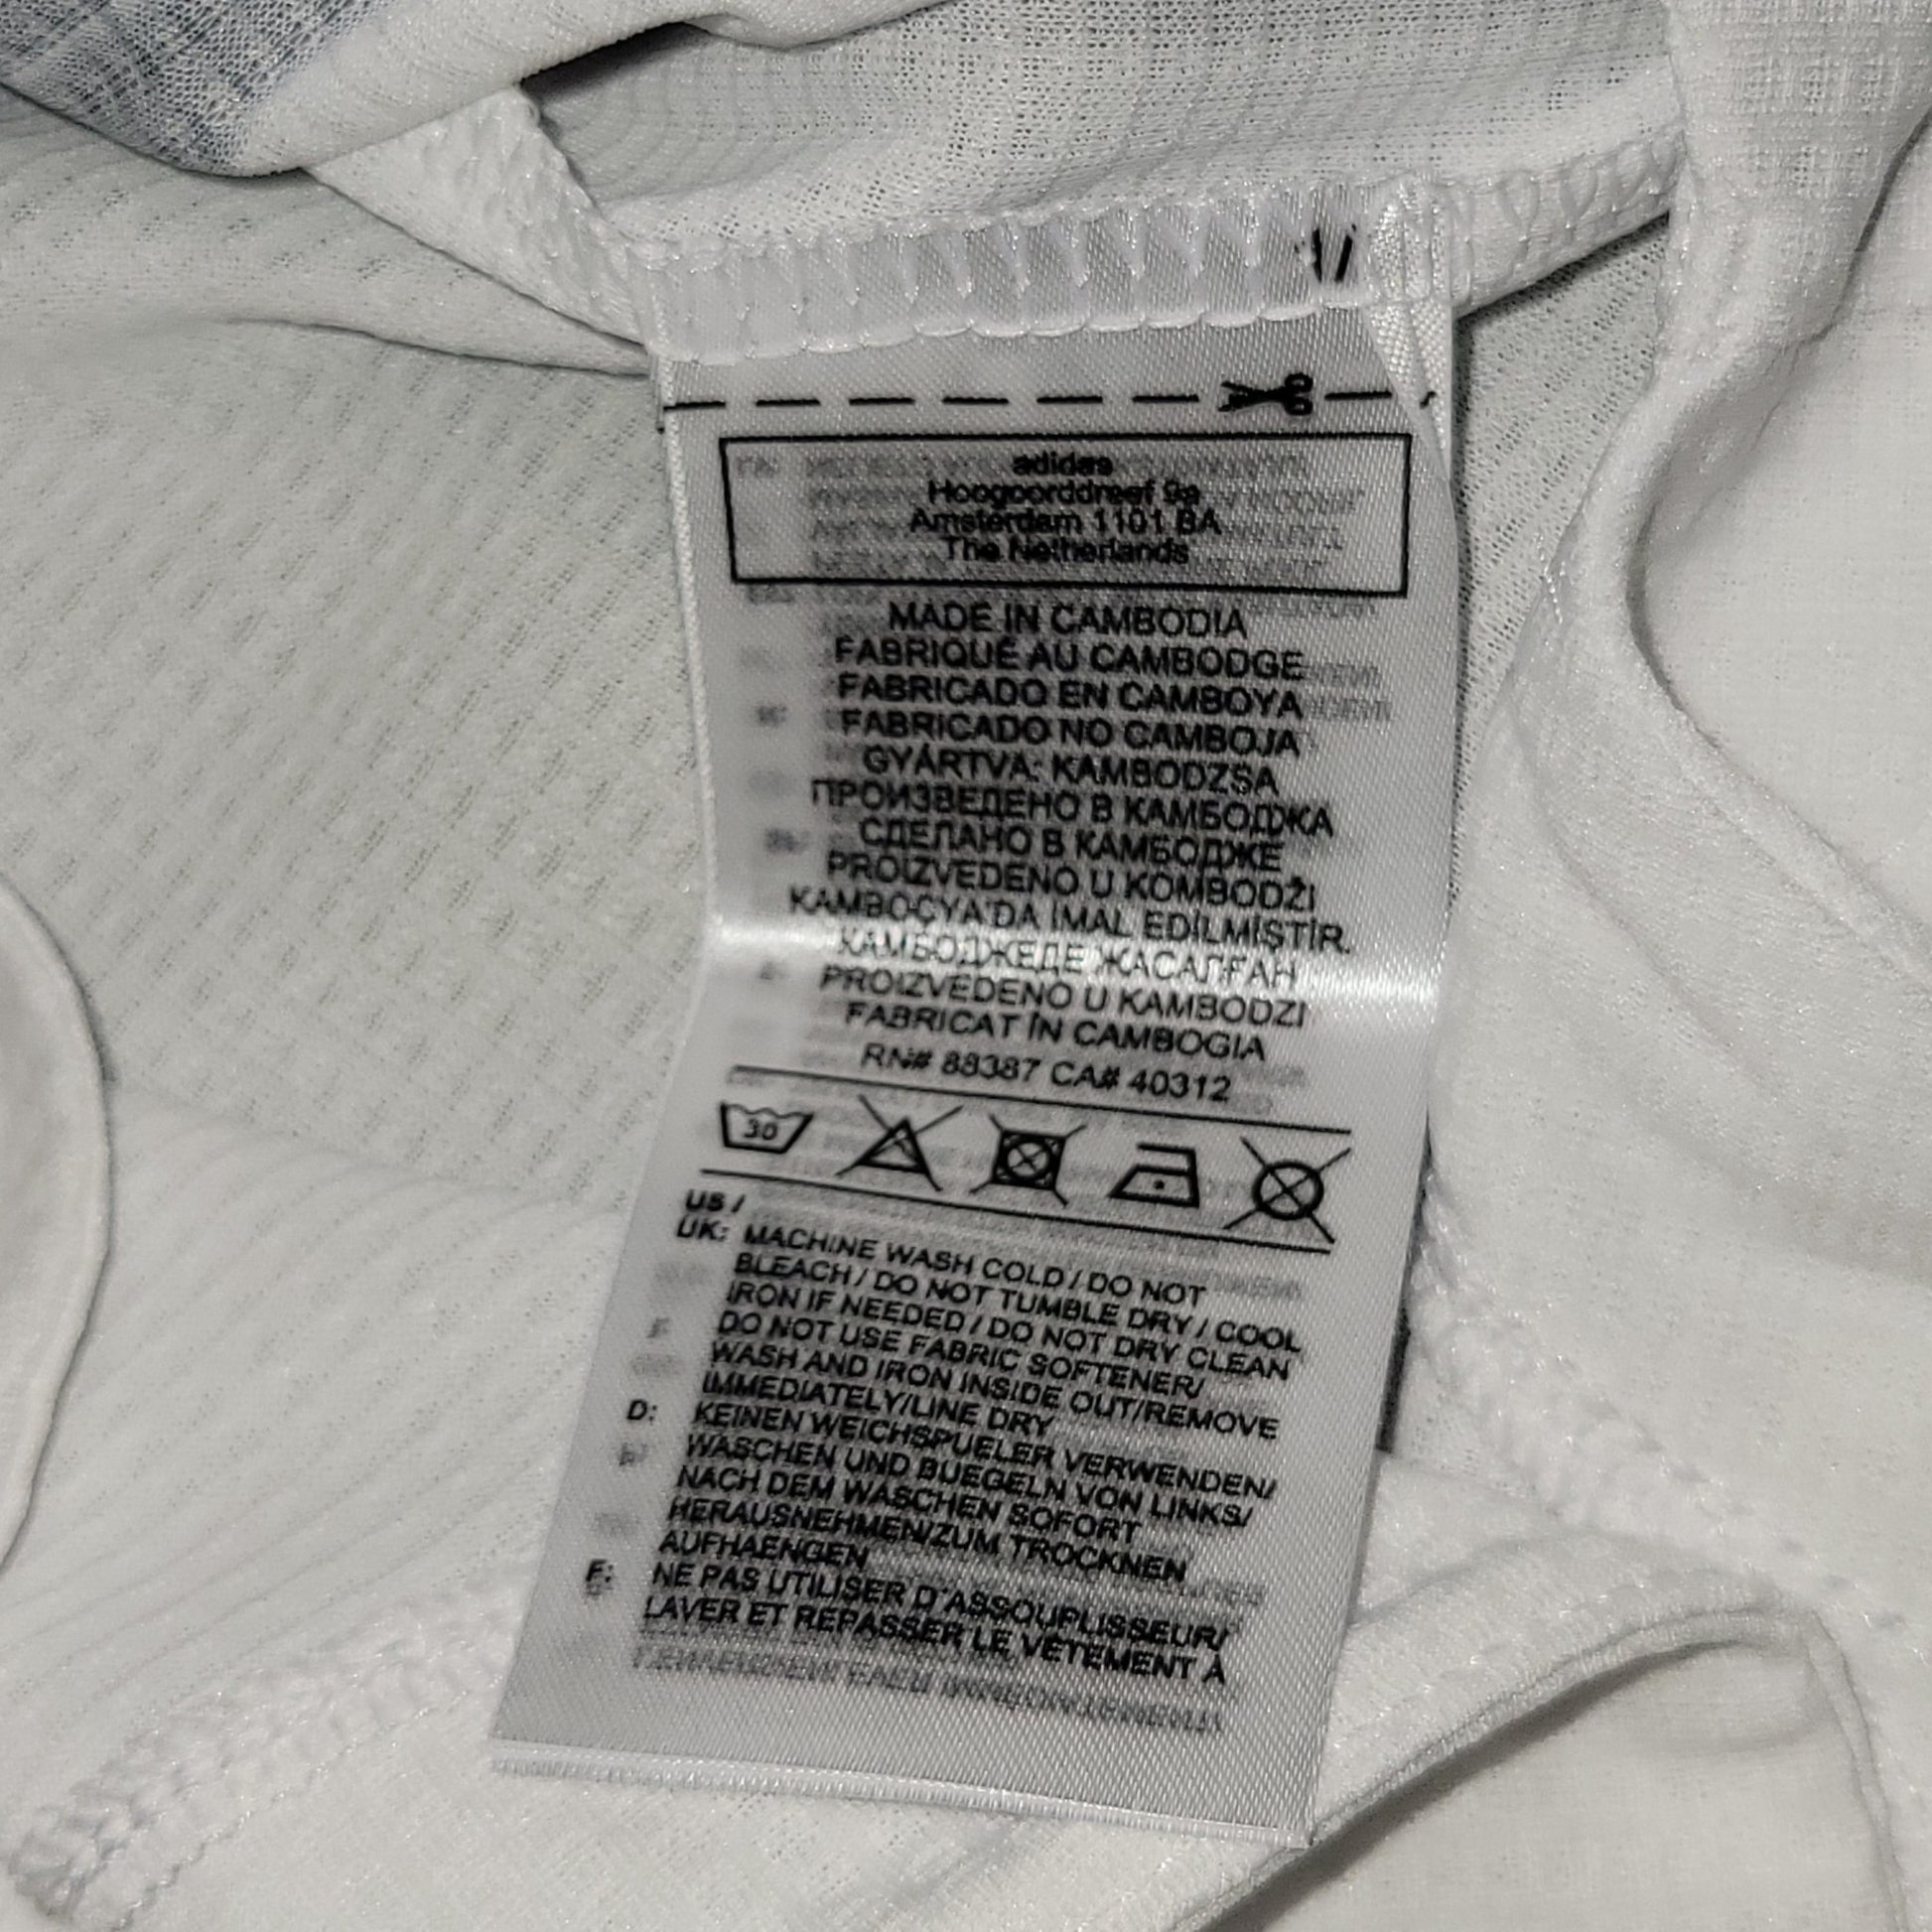 adidas
Hoogoorddreef 9a
Amsterdam 1101 BA
The Netherlands
MADE IN CAMBODIA
FABRIQUÉ AU CAMBODGE
FABRICADO EN CAMBOYA
FABRICADO NO CAMBOJA
GYÁRTVA: KAMBODZSA
ПРОИЗВЕДЕНО В КАМБОДЖА
СДЕЛАНО В КАМБОДЖЕ
PROIZVEDENO U KOMBODŽI
KAMBOÇYA'DA İMAL EDİLMİŞTİR.
КАМБОДЖЕДЕ ЖАСАЛҒАН
PROIZVEDENO U KAMBODZI
FABRICAT ÎN CAMBOGIA
RN# 88387 CA# 40312
30
US /
UK: MACHINE WASH COLD / DO NOT
BLEACH / DO NOT TUMBLE DRY / COOL
IRON IF NEEDED / DO NOT DRY CLEAN
DO NOT USE FABRIC SOFTENER/
WASH AND IRON INSIDE OUT/REMOVE
IMMEDIATELY/LINE DRY
D: KEINEN WEICHSPUELER VERWENDEN/
WASCHEN UND BUEGELN VON LINKS/
NACH DEM WASCHEN SOFORT
HERAUSNEHMEN/ZUM TROCKNEN
AUFHAENGEN
F: NE PAS UTILISER D'ASSOUPLISSEUR/
LAVER ET REPASSER LE VÊTEMENT À